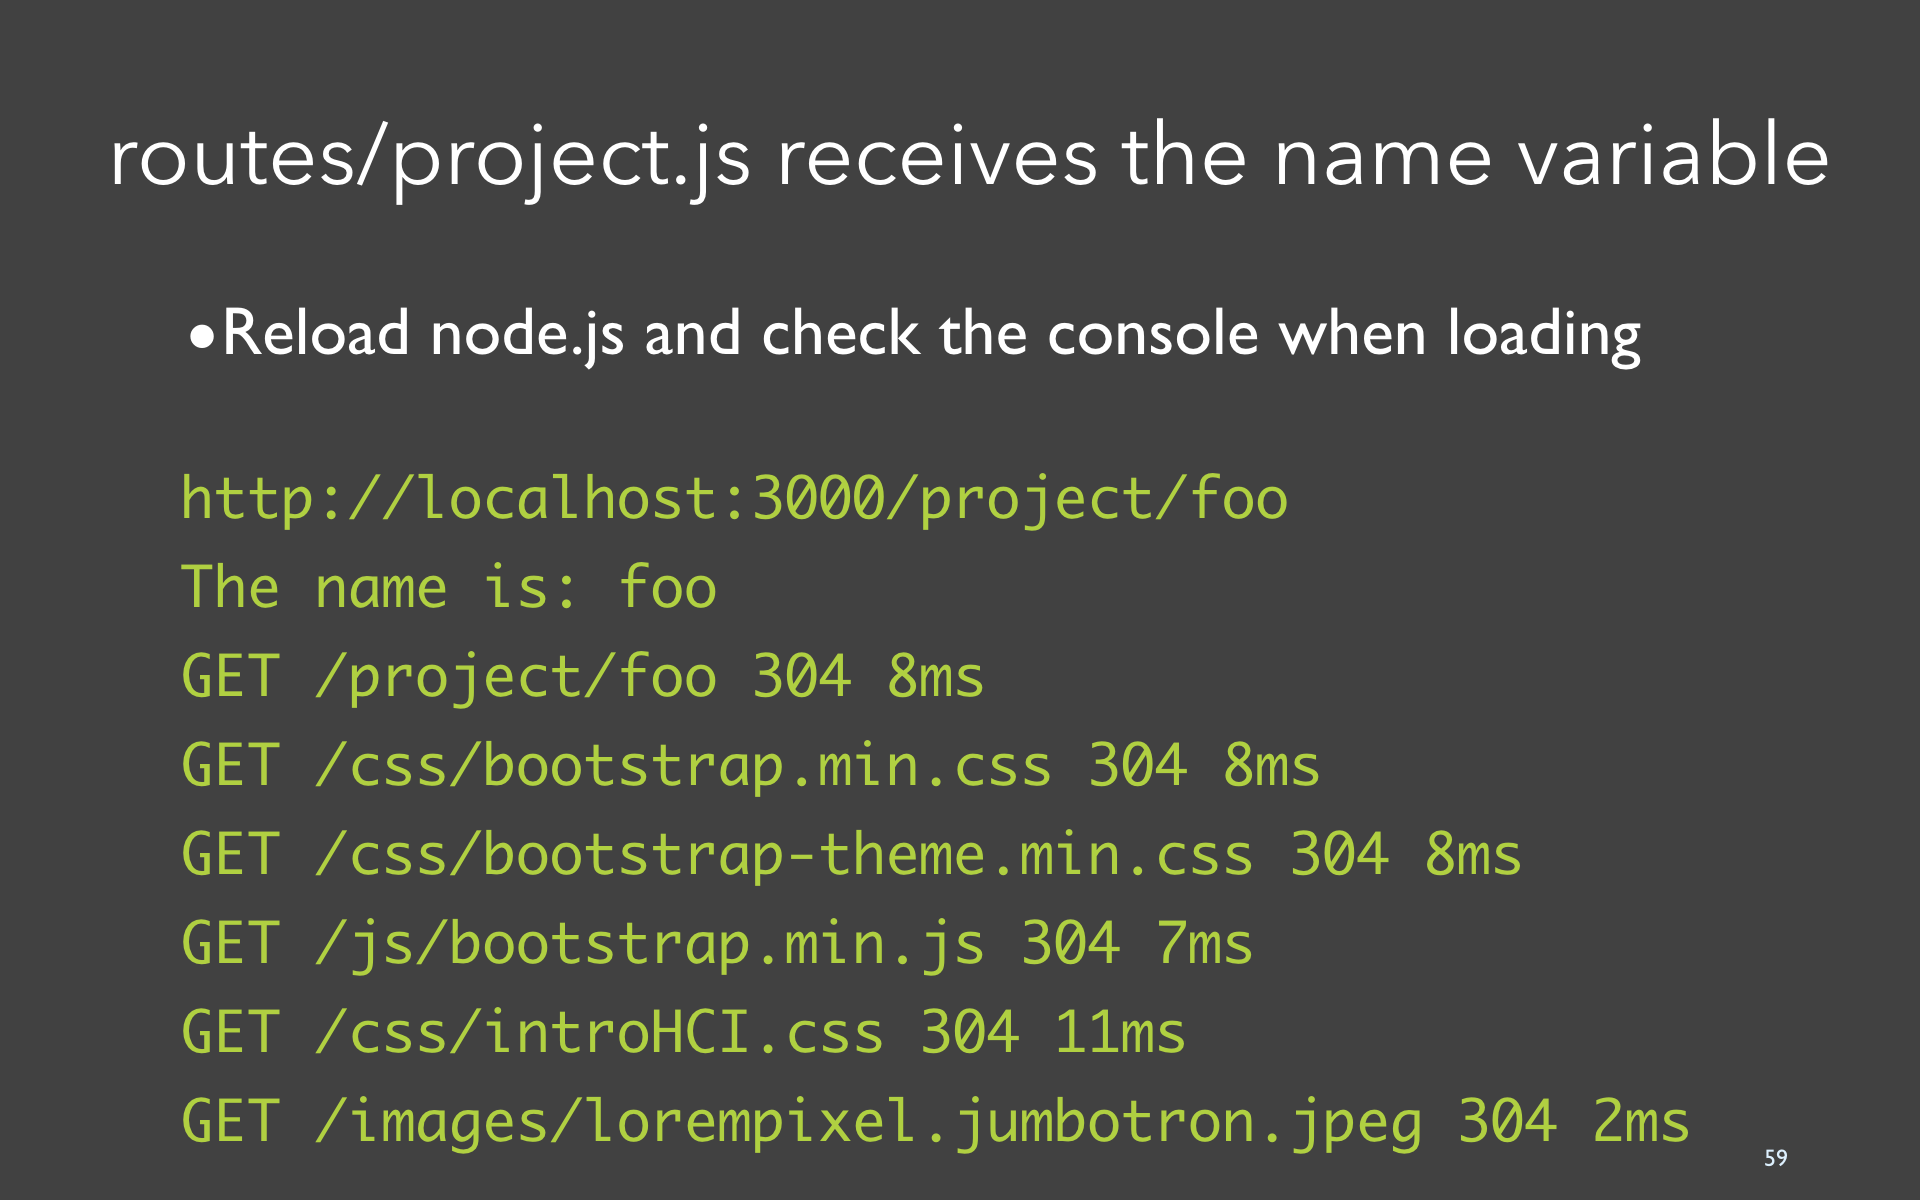 routes/project.js receives the name variable
•Reload node.js and check the console when loading
http://localhost:3000/project/foo
The name is: foo
GET /project/foo 304 8ms
GET /css/bootstrap.min.css 304 8ms
GET /css/bootstrap-theme.min.css 304 8ms
GET /js/bootstrap.min.js 304 7ms
GET /css/introHCI.css 304 11ms
GET /images/lorempixel.jumbotron.jpeg 304 2ms
59